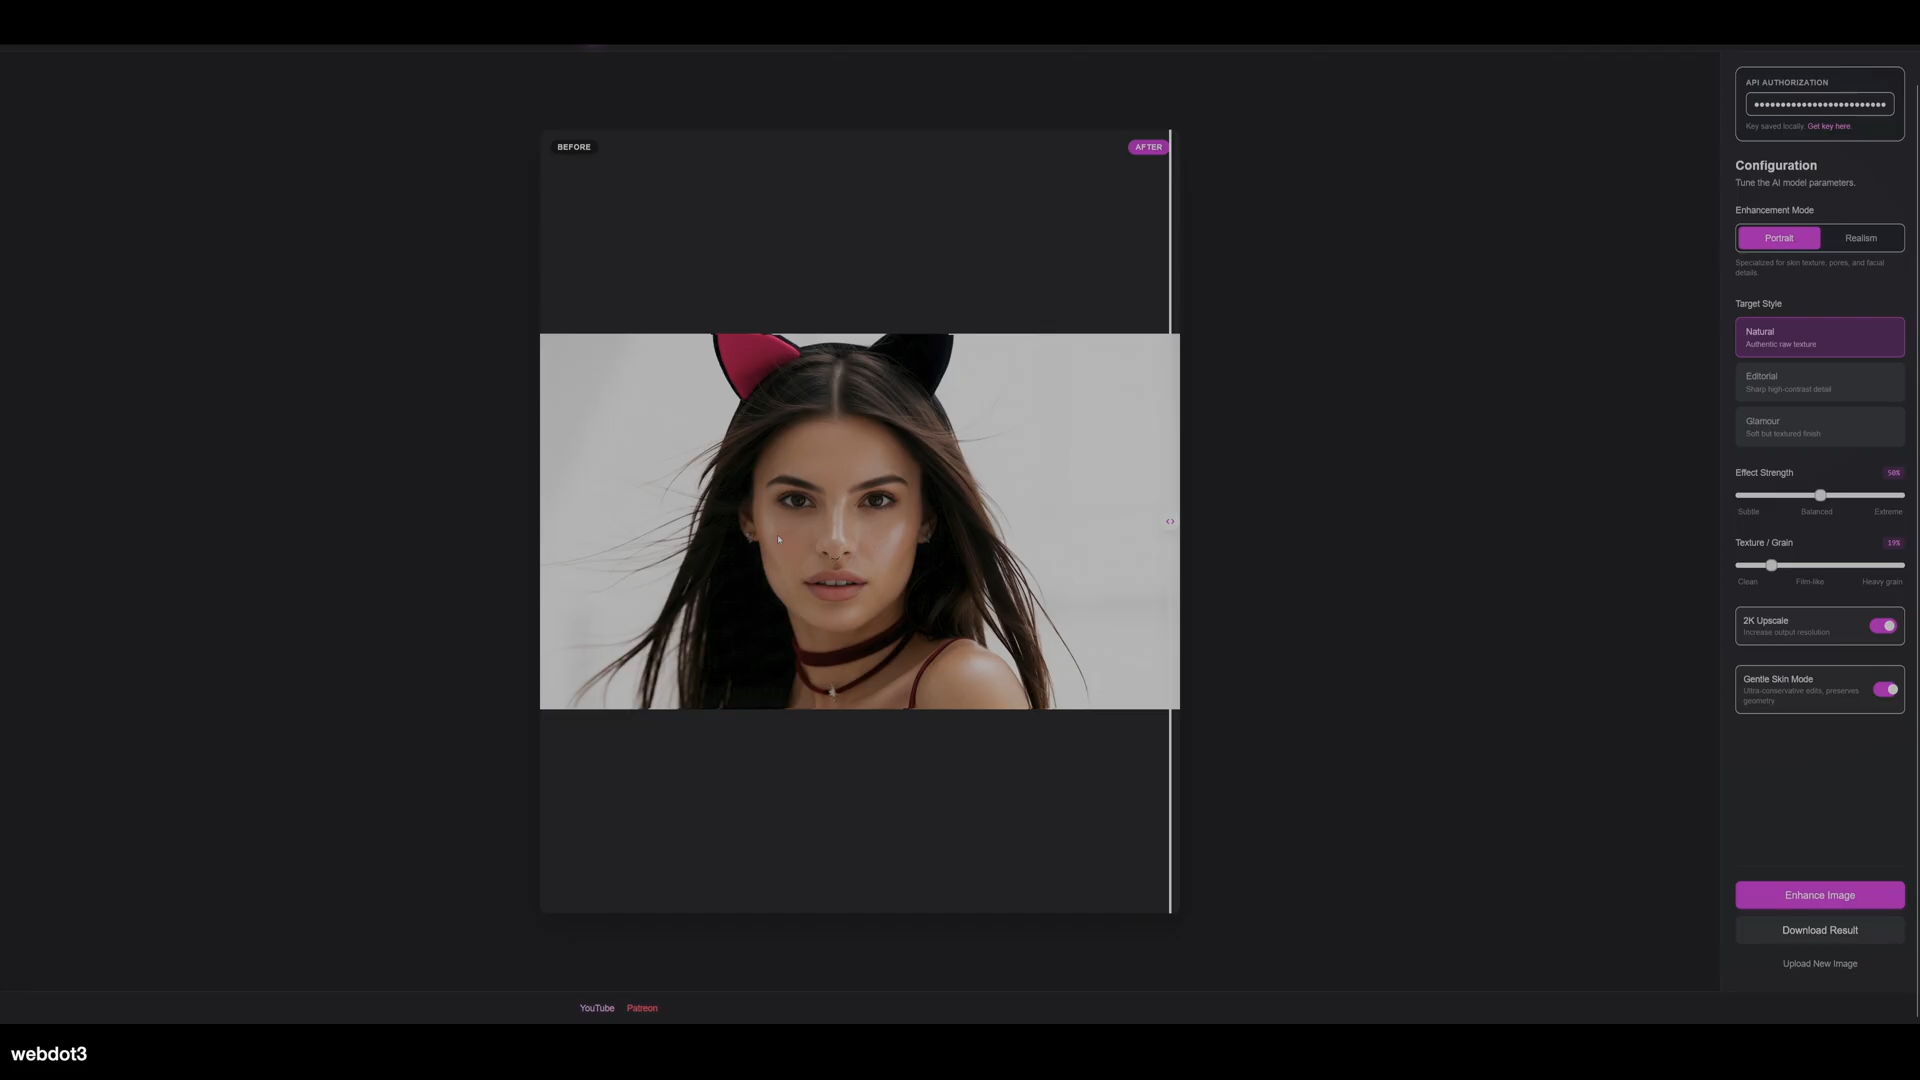 BEFORE
AFTER
API AUTHORIZATION
Key saved locally. Get key here.
Configuration
Tune the AI model parameters.
Enhancement Mode
Portrait
Realism
Specialized for skin texture, pores, and facial
details.
Target Style
Natural
Authentic raw texture
Editorial
Sharp high-contrast detail
Glamour
Soft but textured finish
Effect Strength
50%
Subtle
Balanced
Extreme
Texture / Grain
19%
Clean
Film-like
Heavy grain
2K Upscale
Increase output resolution
Gentle Skin Mode
Ultra-conservative edits, preserves
geometry
Enhance Image
Download Result
Upload New Image
YouTube
Patreon
webdot3